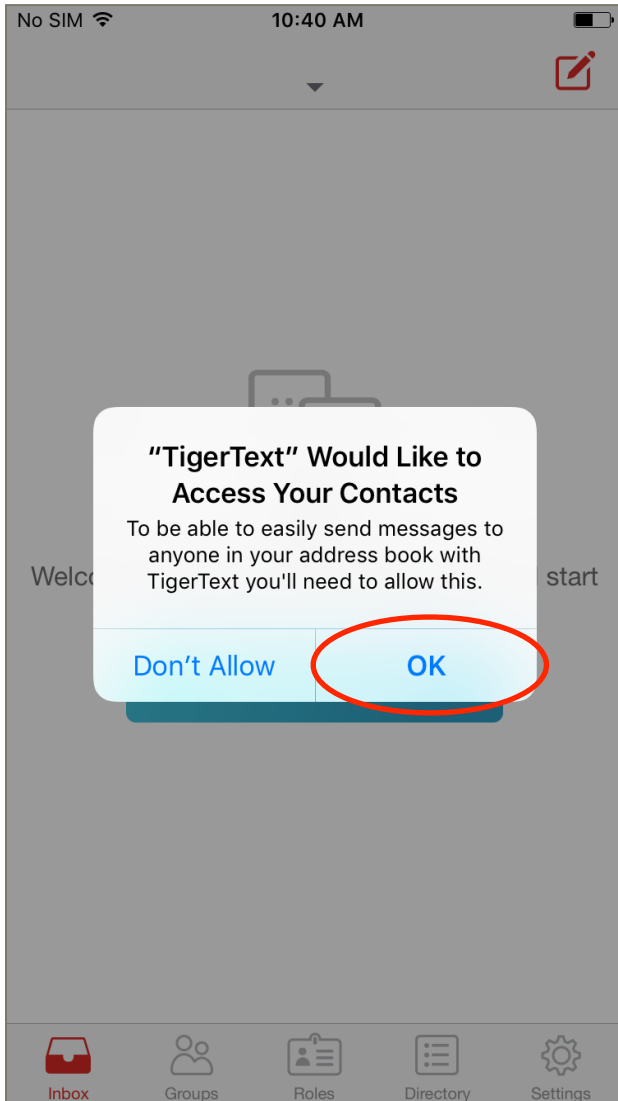 No SIM 10:40 AM
"TigerText" Would Like to
Access Your Contacts
To be able to easily send messages to
anyone in your address book with
TigerText you'll need to allow this.
start
Don't Allow OK
Inbox Groups Roles Directory Settings